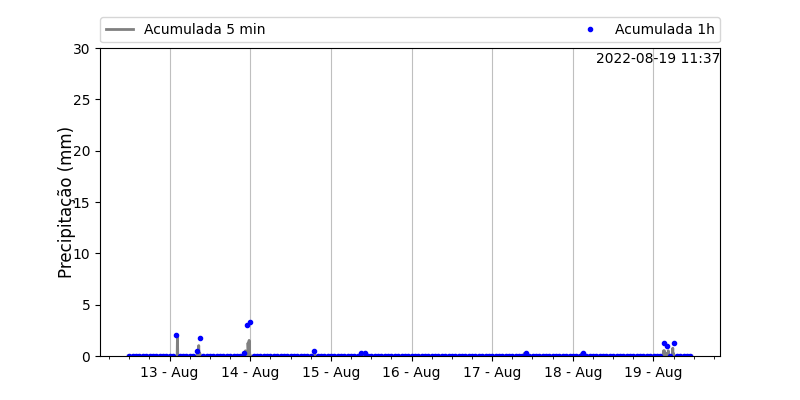 Acumulada 5 min
Acumulada 1h
2022-08-19 11:37
Precipitação (mm)
30
25
20
15
10
5
0
13 - Aug
14 - Aug
15 - Aug
16 - Aug
17 - Aug
18 - Aug
19 - Aug